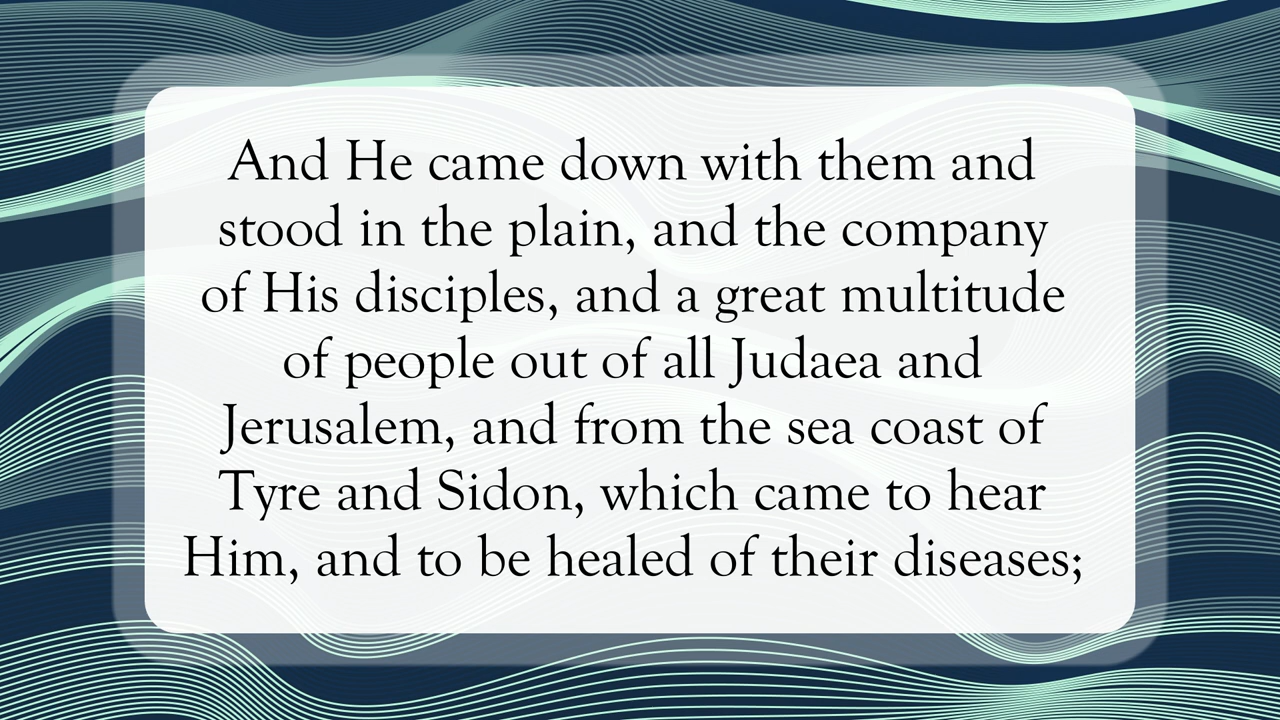 And He came down with them and
stood in the plain, and the company
of His disciples, and a great multitude
of people out of all Judaea and
Jerusalem, and from the sea coast of
Tyre and Sidon, which came to hear
Him, and to be healed of their diseases;